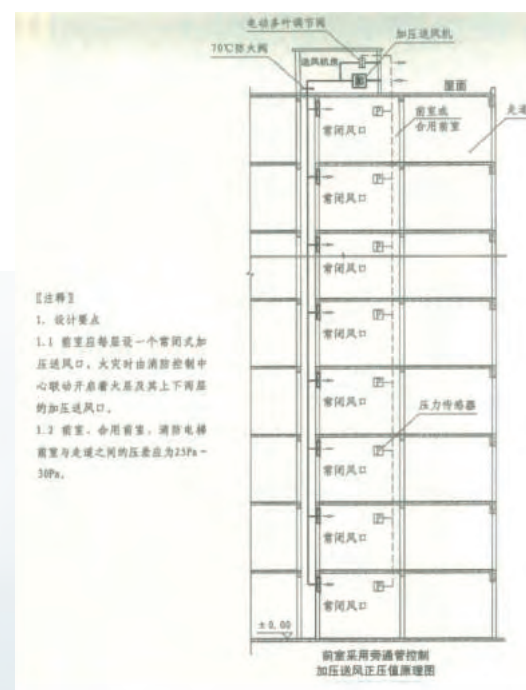 电动多叶调节阀
加压送风机
70℃防火阀
送风机房
屋面
前室或
合用前室
走道
常闭风口
常闭风口
常闭风口
常闭风口
常闭风口
常闭风口
常闭风口
常闭风口
压力传感器
±0.00
【注释】
1. 设计要点
1.1 前室应每层设一个常闭式加
压送风口。火灾时由消防控制中
心联动开启着火层及其上下两层
的加压送风口。
1.2 前室、合用前室、消防电梯
前室与走道之间的压差应为25Pa~
30Pa。
前室采用旁通管控制
加压送风正压值原理图